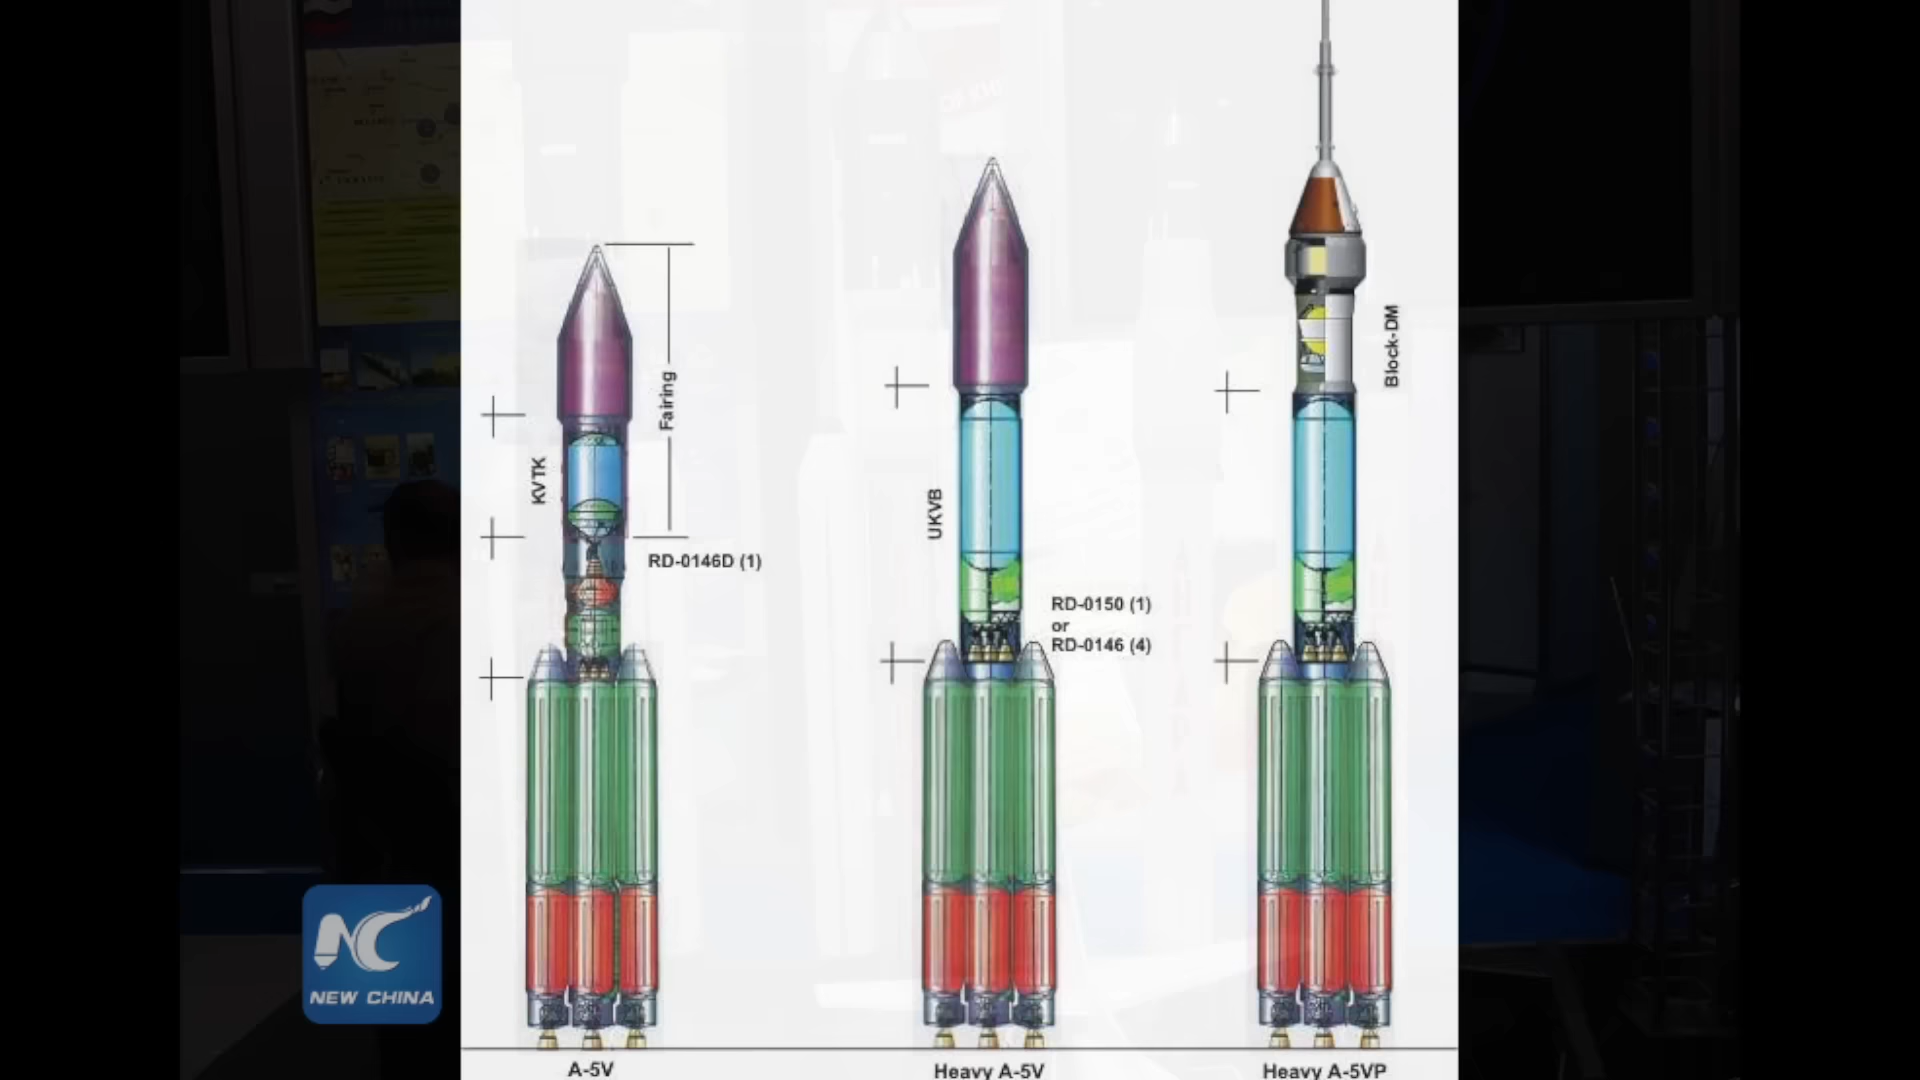 Fairing
KVTK
RD-0146D (1)
UKVB
RD-0150 (1)
or
RD-0146 (4)
Block-DM
A-5V
Heavy A-5V
Heavy A-5VP
NEW CHINA